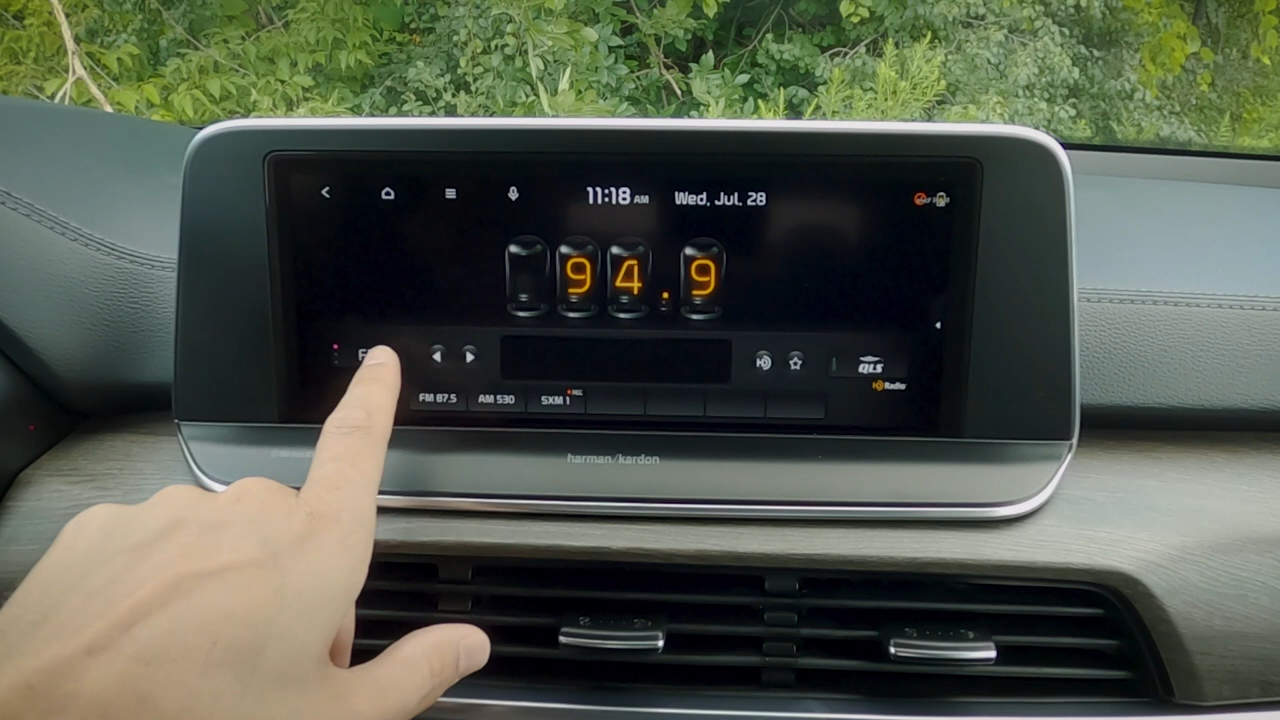 11:18 AM Wed, Jul. 28
94.9
QLS
HD Radio
FM 87.5 AM 530 SXM 1
harman/kardon